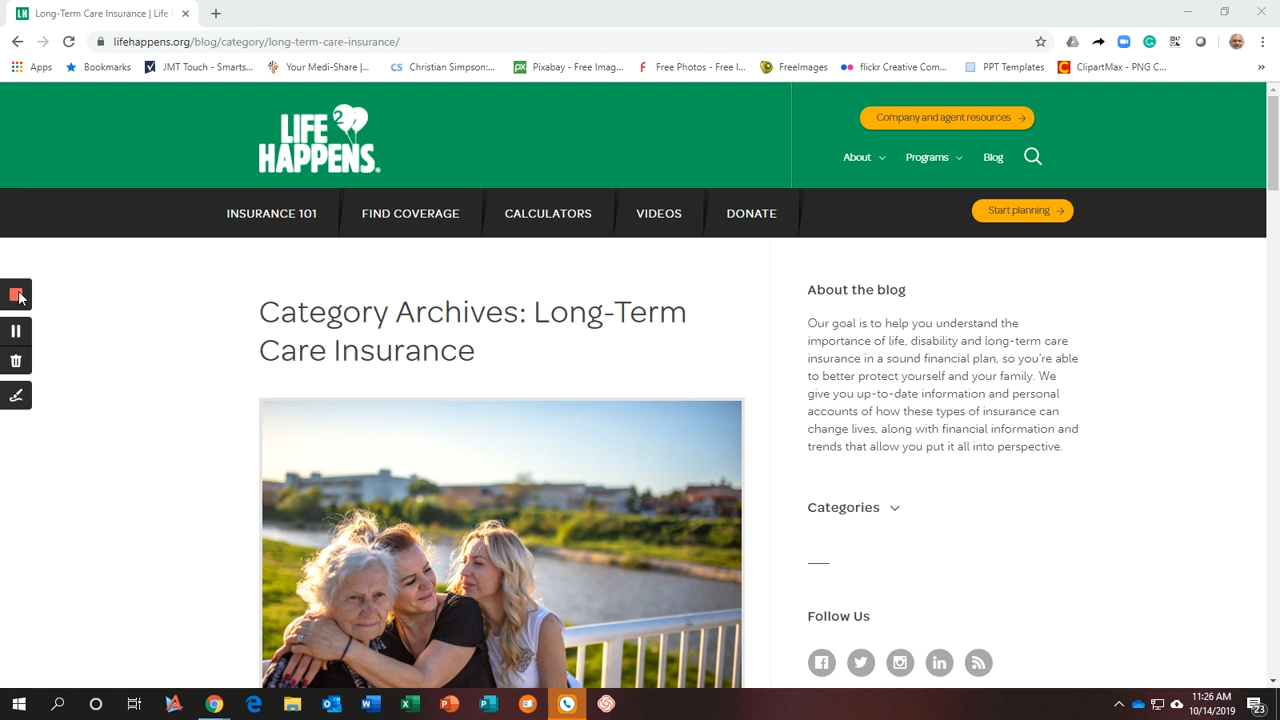 Long-Term Care Insurance | Life
lifehappens.org/blog/category/long-term-care-insurance/
Apps
Bookmarks
JMT Touch - Smarts...
Your Medi-Share |...
CS
Christian Simpson:...
px
Pixabay - Free Imag...
Free Photos - Free I...
FreeImages
flickr Creative Com...
PPT Templates
ClipartMax - PNG C...
LIFE
HAPPENS.
Company and agent resources
About
Programs
Blog
INSURANCE 101
FIND COVERAGE
CALCULATORS
VIDEOS
DONATE
Start planning
Category Archives: Long-Term
Care Insurance
About the blog
Our goal is to help you understand the
importance of life, disability and long-term care
insurance in a sound financial plan, so you're able
to better protect yourself and your family. We
give you up-to-date information and personal
accounts of how these types of insurance can
change lives, along with financial information and
trends that allow you put it all into perspective.
Categories
Follow Us
11:26 AM
10/14/2019
23